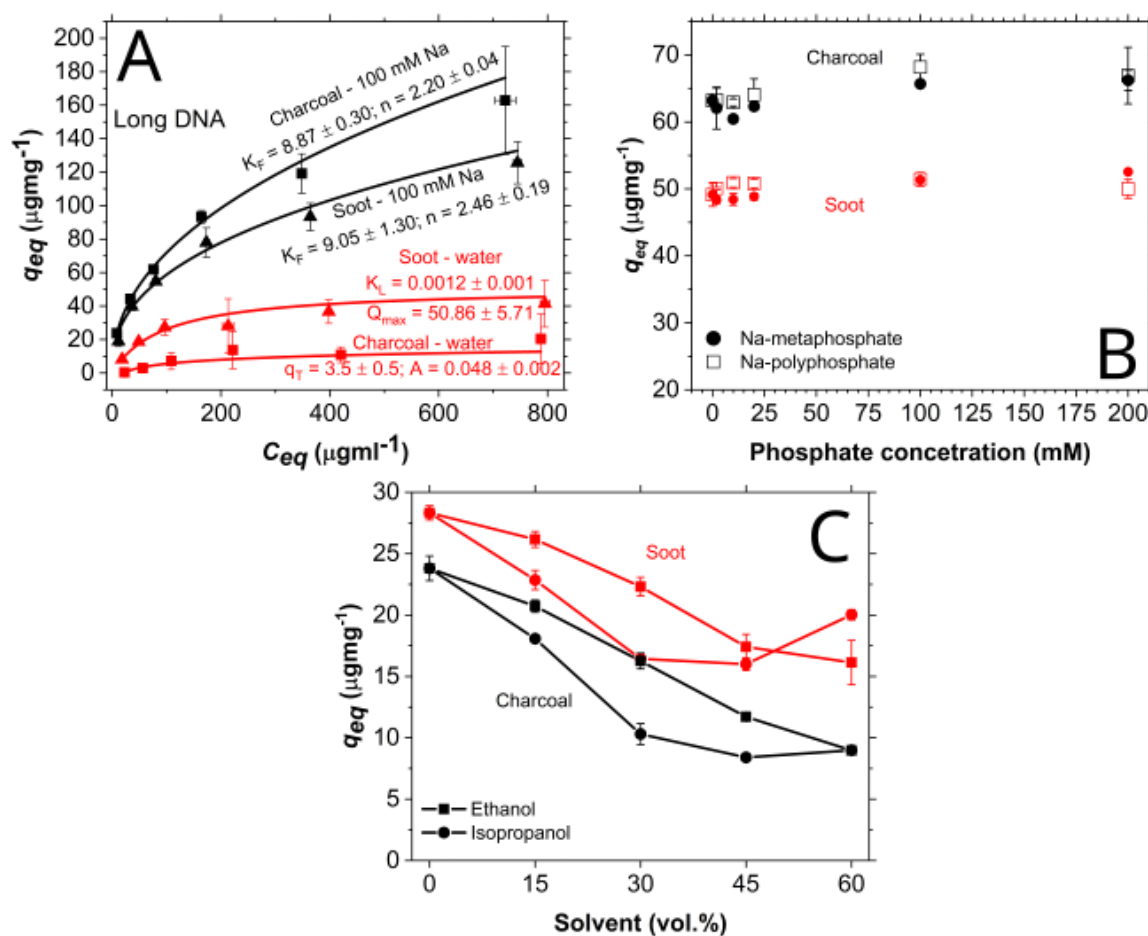 A
Long DNA
Charcoal - 100 mM Na
K_F = 8.87 ± 0.30; n = 2.20 ± 0.04
Soot - 100 mM Na
K_F = 9.05 ± 1.30; n = 2.46 ± 0.19
Soot - water
K_L = 0.0012 ± 0.001
Q_max = 50.86 ± 5.71
Charcoal - water
q_T = 3.5 ± 0.5; A = 0.048 ± 0.002
200
180
160
140
120
100
80
60
40
20
0
q_eq (µgmg⁻¹)
0 200 400 600 800
C_eq (µgml⁻¹)
B
Charcoal
Soot
Na-metaphosphate
Na-polyphosphate
70
60
50
40
30
20
q_eq (µgmg⁻¹)
0 25 50 75 100 125 150 175 200
Phosphate concetration (mM)
C
Soot
Charcoal
Ethanol
Isopropanol
30
25
20
15
10
5
0
q_eq (µgmg⁻¹)
0 15 30 45 60
Solvent (vol.%)